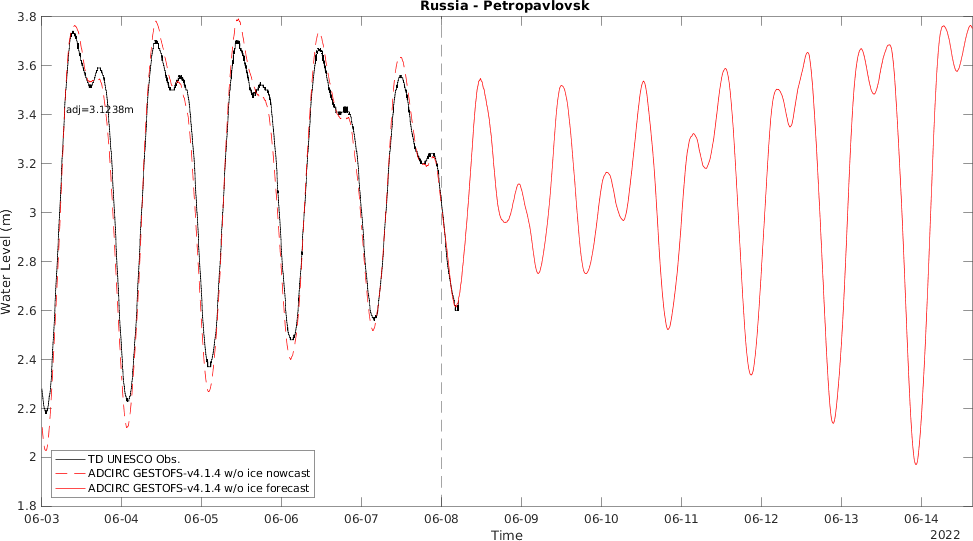 Russia - Petropavlovsk
3.8
3.6
3.4
3.2
3
2.8
2.6
2.4
2.2
2
1.8
Water Level (m)
adj=3.1238m
TD UNESCO Obs.
ADCIRC GESTOFS-v4.1.4 w/o ice nowcast
ADCIRC GESTOFS-v4.1.4 w/o ice forecast
06-03 06-04 06-05 06-06 06-07 06-08 06-09 06-10 06-11 06-12 06-13 06-14
Time
2022